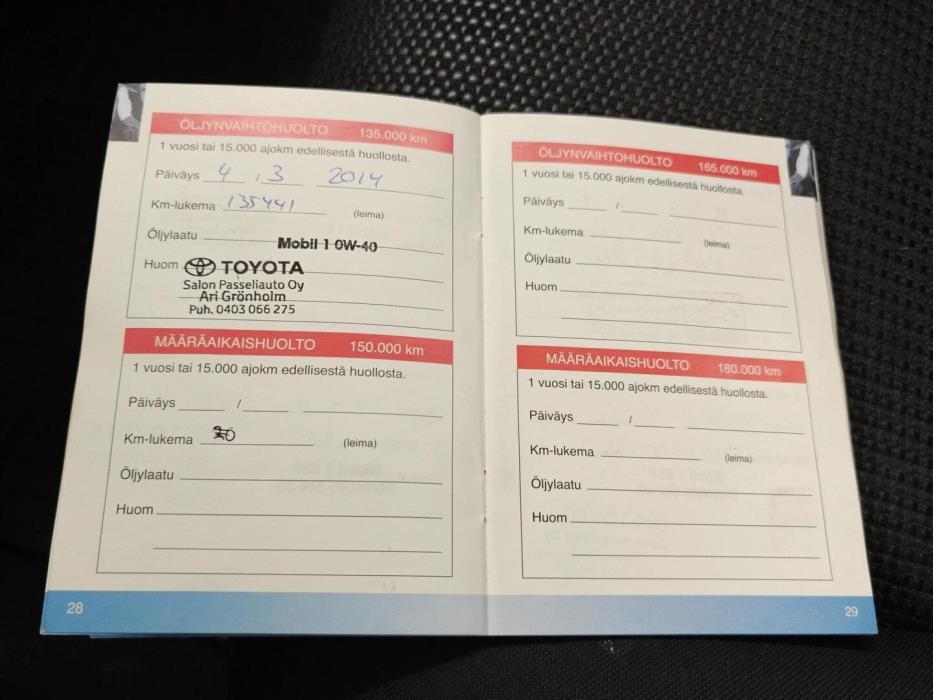 ÖLJYNVAIHTOHUOLTO 135.000 km
1 vuosi tai 15.000 ajokm edellisestä huollosta.
Päiväys 4 . 3 2014
Km-lukema 135441 (leima)
Öljylaatu Mobil 1 0W-40
Huom TOYOTA
Salon Passeliauto Oy
Ari Grönholm
Puh. 0403 066 275
MÄÄRÄAIKAISHUOLTO 150.000 km
1 vuosi tai 15.000 ajokm edellisestä huollosta.
Päiväys /
Km-lukema (leima)
Öljylaatu
Huom
28
ÖLJYNVAIHTOHUOLTO 165.000 km
1 vuosi tai 15.000 ajokm edellisestä huollosta.
Päiväys /
Km-lukema (leima)
Öljylaatu
Huom
MÄÄRÄAIKAISHUOLTO 180.000 km
1 vuosi tai 15.000 ajokm edellisestä huollosta.
Päiväys /
Km-lukema (leima)
Öljylaatu
Huom
29